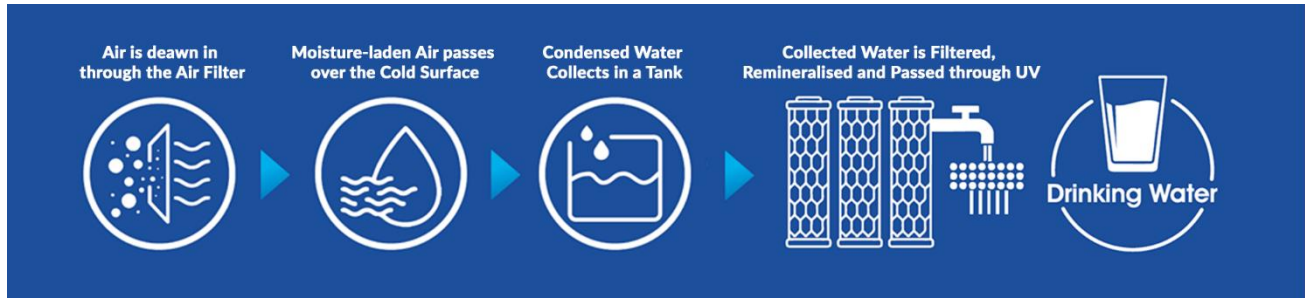 Air is deawn in
through the Air Filter
Moisture-laden Air passes
over the Cold Surface
Condensed Water
Collects in a Tank
Collected Water is Filtered,
Remineralised and Passed through UV
Drinking Water